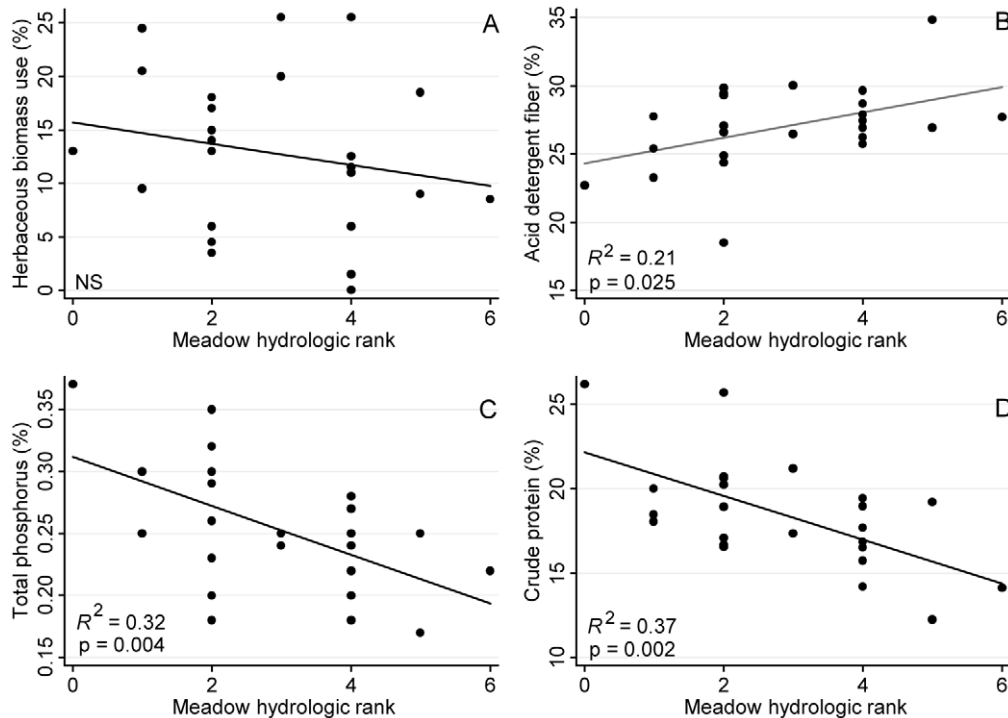 A
Herbaceous biomass use (%)
25
20
15
10
5
0
NS
0 2 4 6
Meadow hydrologic rank
B
Acid detergent fiber (%)
35
30
25
20
15
R² = 0.21
p = 0.025
0 2 4 6
Meadow hydrologic rank
C
Total phosphorus (%)
0.35
0.30
0.25
0.20
0.15
R² = 0.32
p = 0.004
0 2 4 6
Meadow hydrologic rank
D
Crude protein (%)
25
20
15
10
R² = 0.37
p = 0.002
0 2 4 6
Meadow hydrologic rank